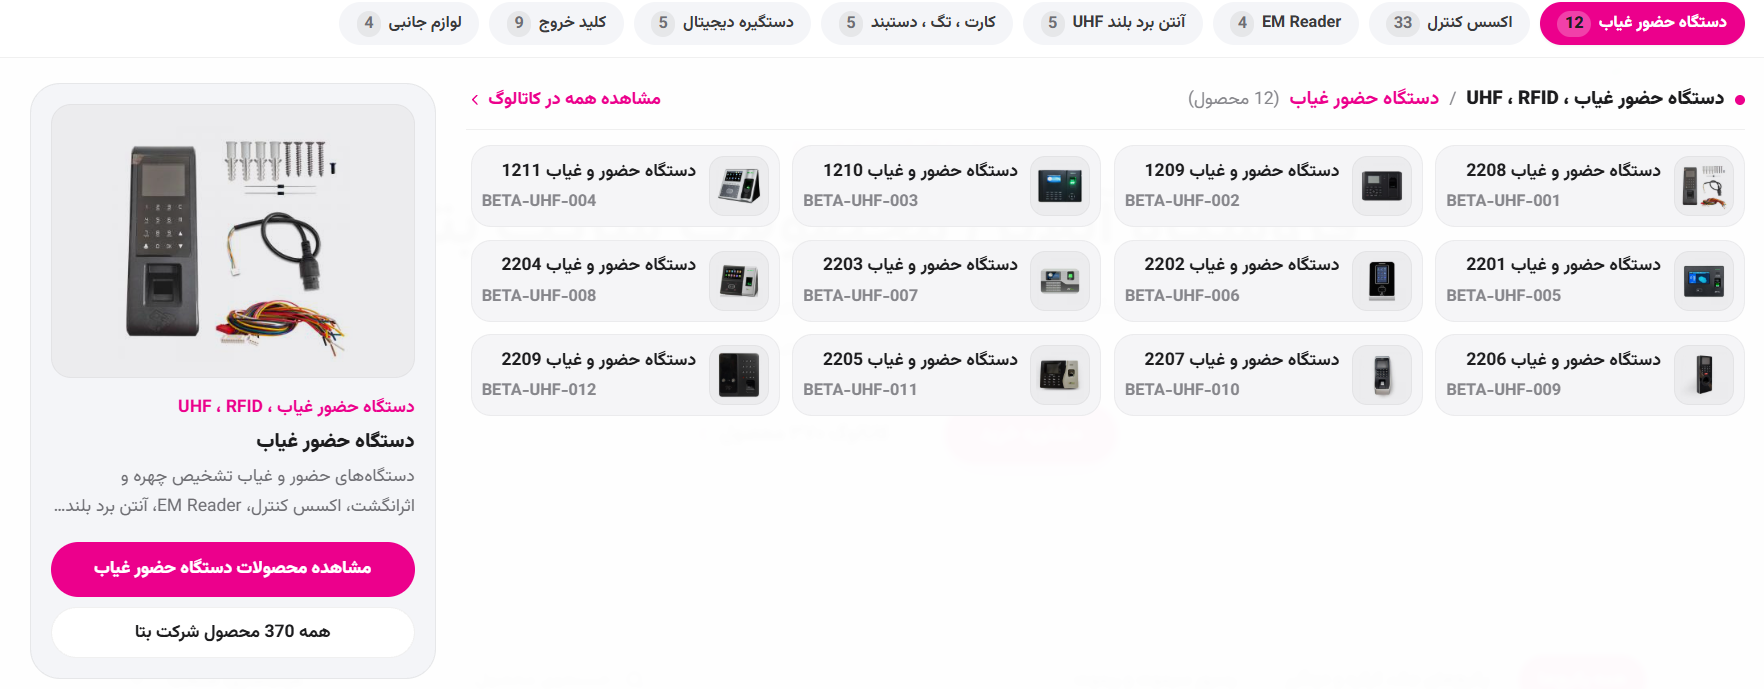 دستگاه حضور غیاب 12
اکسس کنترل 33
EM Reader 4
آنتن برد بلند UHF 5
کارت ، تگ ، دستبند 5
دستگیره دیجیتال 5
کلید خروج 9
لوازم جانبی 4
دستگاه حضور غیاب ، UHF ، RFID / دستگاه حضور غیاب (12 محصول)
مشاهده همه در کاتالوگ
دستگاه حضور و غیاب 2208
BETA-UHF-001
دستگاه حضور و غیاب 1209
BETA-UHF-002
دستگاه حضور و غیاب 1210
BETA-UHF-003
دستگاه حضور و غیاب 1211
BETA-UHF-004
دستگاه حضور و غیاب 2201
BETA-UHF-005
دستگاه حضور و غیاب 2202
BETA-UHF-006
دستگاه حضور و غیاب 2203
BETA-UHF-007
دستگاه حضور و غیاب 2204
BETA-UHF-008
دستگاه حضور و غیاب 2206
BETA-UHF-009
دستگاه حضور و غیاب 2207
BETA-UHF-010
دستگاه حضور و غیاب 2205
BETA-UHF-011
دستگاه حضور و غیاب 2209
BETA-UHF-012
دستگاه حضور غیاب ، UHF ، RFID
دستگاه حضور غیاب
دستگاه‌های حضور و غیاب تشخیص چهره و
اثرانگشت، اکسس کنترل، EM Reader، آنتن برد بلند...
مشاهده محصولات دستگاه حضور غیاب
همه 370 محصول شرکت بتا